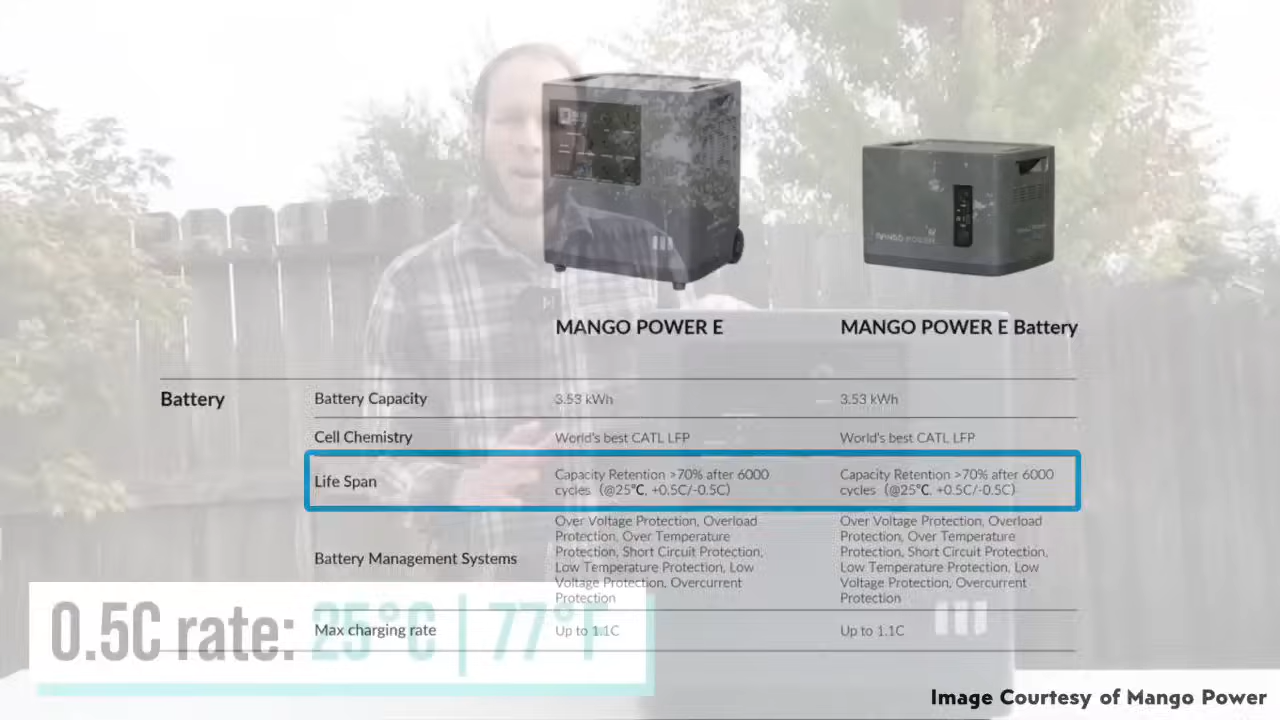 MANGO POWER
MANGO POWER E
MANGO POWER E Battery
Battery
Battery Capacity
3.53 kWh
3.53 kWh
Cell Chemistry
World's best CATL LFP
World's best CATL LFP
Life Span
Capacity Retention >70% after 6000
cycles (@25℃, +0.5C/-0.5C)
Capacity Retention >70% after 6000
cycles (@25℃, +0.5C/-0.5C)
Battery Management Systems
Over Voltage Protection, Overload
Protection, Over Temperature
Protection, Short Circuit Protection,
Low Temperature Protection, Low
Voltage Protection, Overcurrent
Protection
Over Voltage Protection, Overload
Protection, Over Temperature
Protection, Short Circuit Protection,
Low Temperature Protection, Low
Voltage Protection, Overcurrent
Protection
Max charging rate
Up to 1.1C
Up to 1.1C
0.5C rate: 25°C | 77°F
Image Courtesy of Mango Power